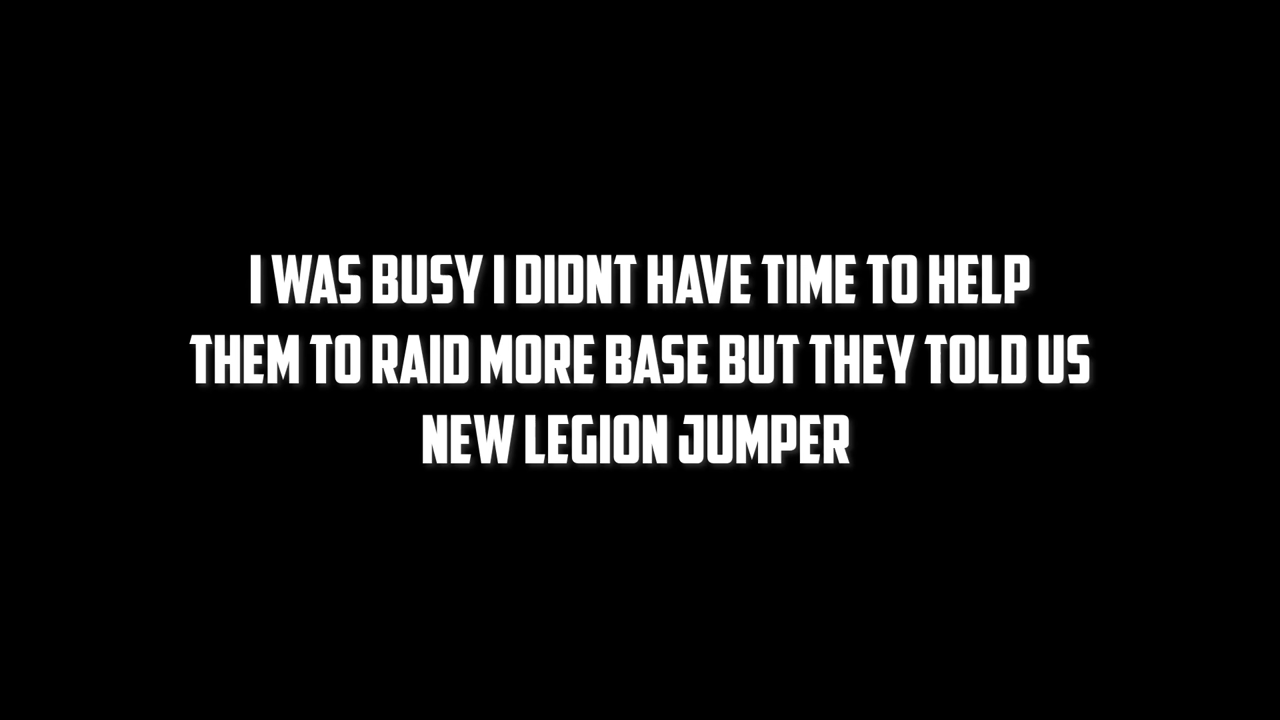 I WAS BUSY I DIDNT HAVE TIME TO HELP
THEM TO RAID MORE BASE BUT THEY TOLD US
NEW LEGION JUMPER